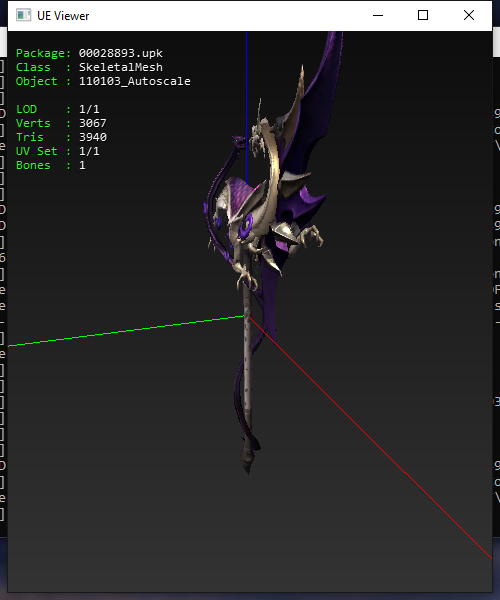 UE Viewer
Package: 00028893.upk
Class  : SkeletalMesh
Object : 110103_Autoscale
LOD    : 1/1
Verts  : 3067
Tris   : 3940
UV Set : 1/1
Bones  : 1